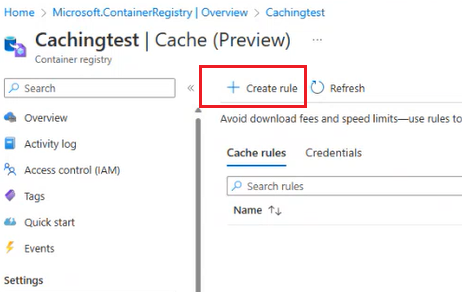 Home > Microsoft.ContainerRegistry | Overview > Cachingtest
Cachingtest | Cache (Preview) ...
Container registry
Search
«
+ Create rule
Refresh
Overview
Activity log
Access control (IAM)
Tags
Quick start
Events
Settings
Avoid download fees and speed limits—use rules to
Cache rules
Credentials
Search rules
Name ↑↓